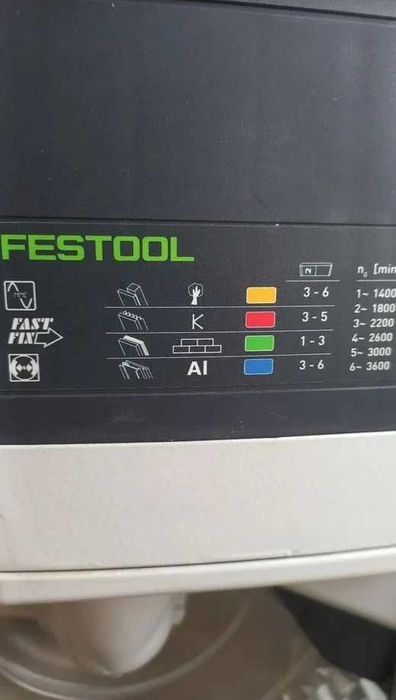 FESTOOL
N n₀ [min
3 - 6 1~ 1400
2~ 1800
FAST K 3 - 5 3~ 2200
FIX 1 - 3 4~ 2600
5~ 3000
AI 3 - 6 6~ 3600